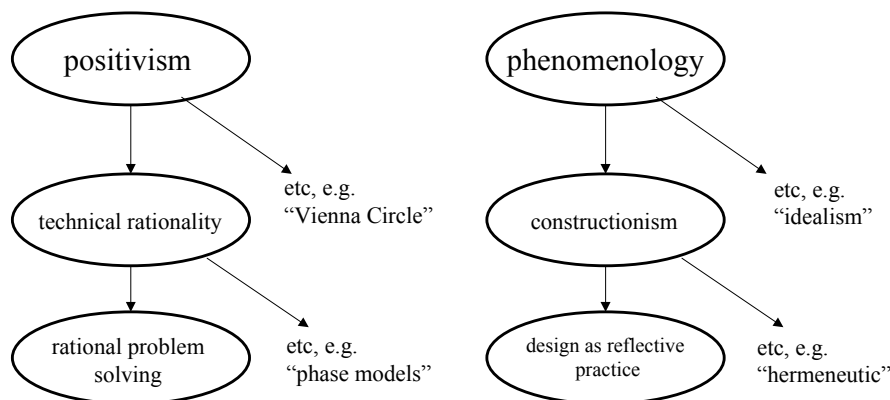 positivism
etc, e.g.
“Vienna Circle”
technical rationality
rational problem
solving
etc, e.g.
“phase models”
phenomenology
etc, e.g.
“idealism”
constructionism
design as reflective
practice
etc, e.g.
“hermeneutic”